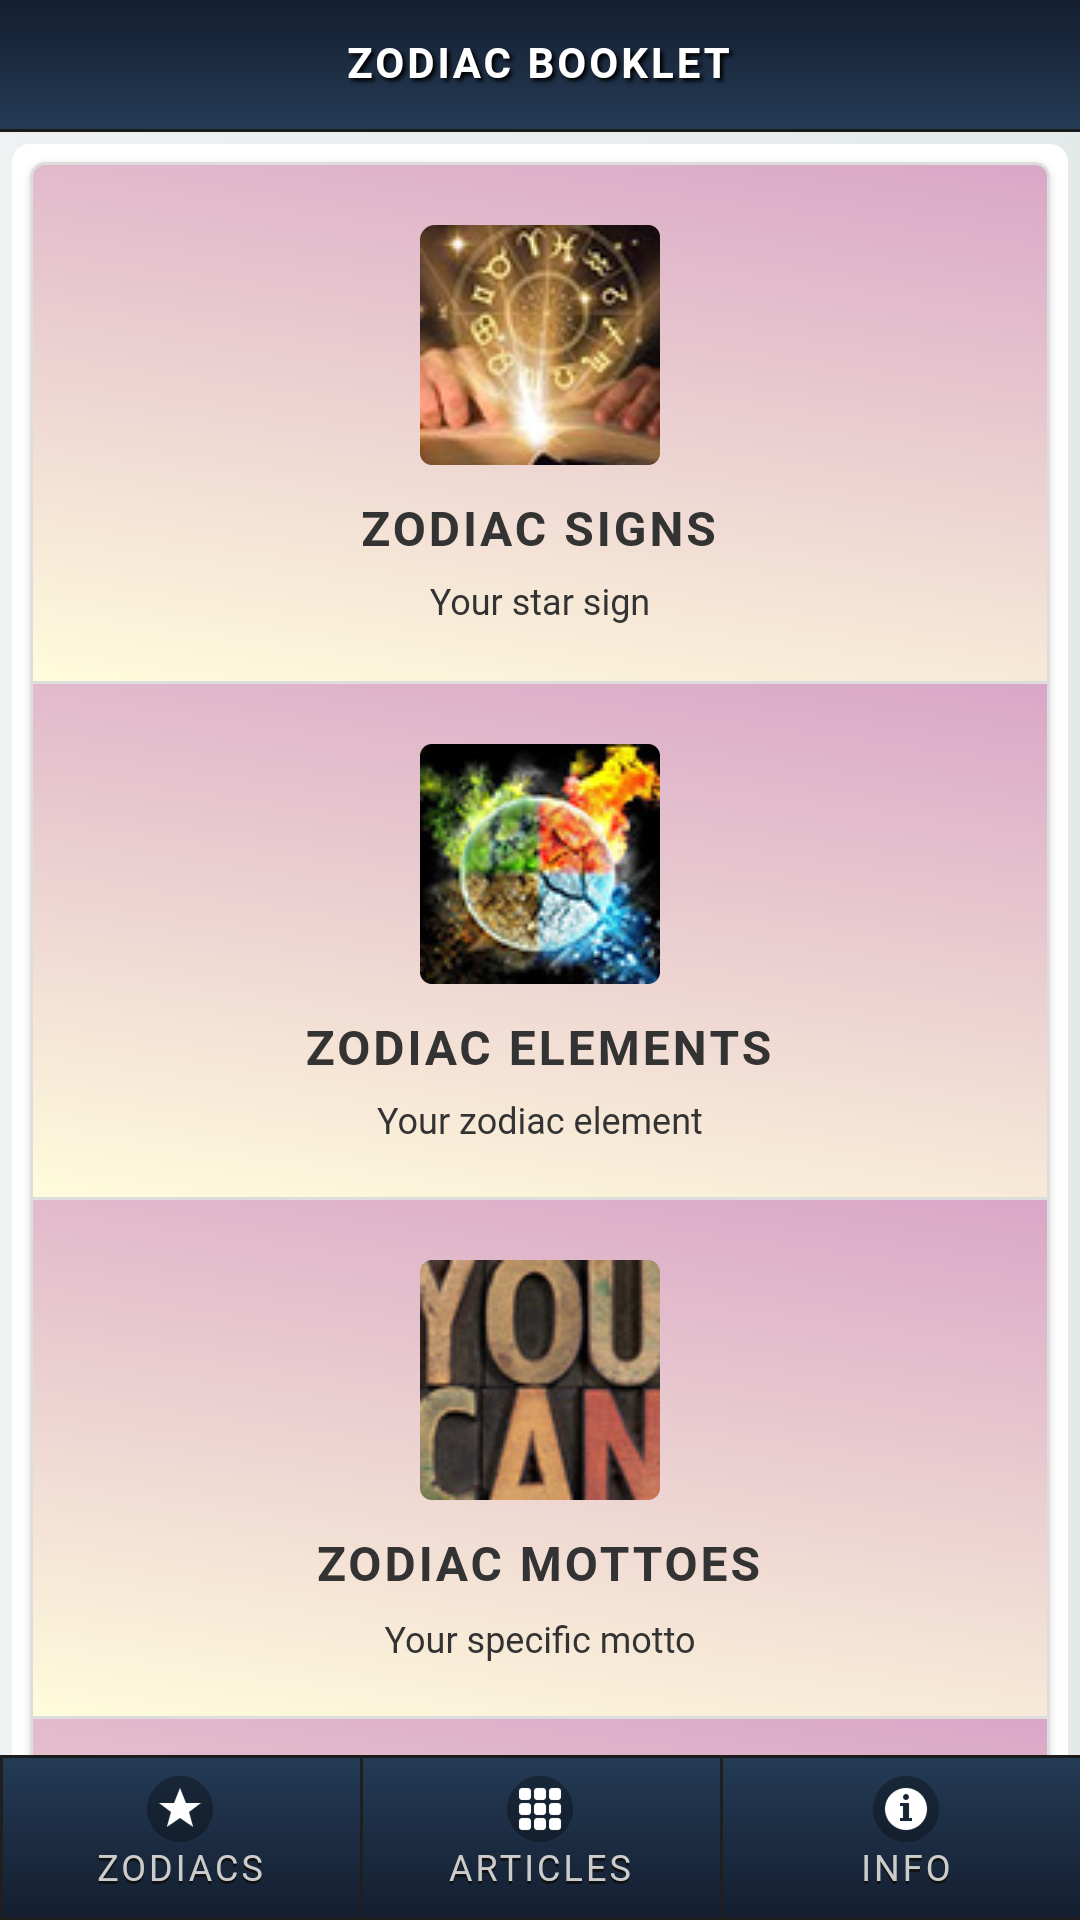 ZODIAC BOOKLET
ZODIAC SIGNS
Your star sign
ZODIAC ELEMENTS
Your zodiac element
YOU
CAN
ZODIAC MOTTOES
Your specific motto
ZODIACS
ARTICLES
INFO